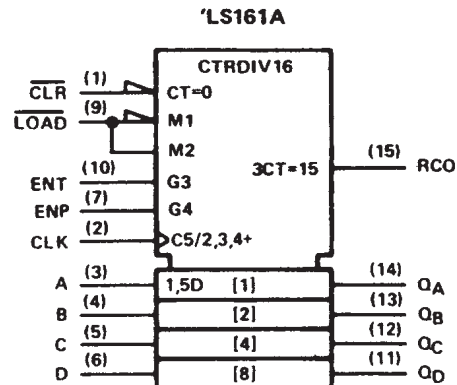 'LS161A
CTRDIV16
CLR (1) CT=0
LOAD (9) M1
M2
(15)
3CT=15 RCO
ENT (10) G3
ENP (7) G4
CLK (2) C5/2,3,4+
A (3) 1,5D [1] (14) QA
B (4) [2] (13) QB
C (5) [4] (12) QC
D (6) [8] (11) QD